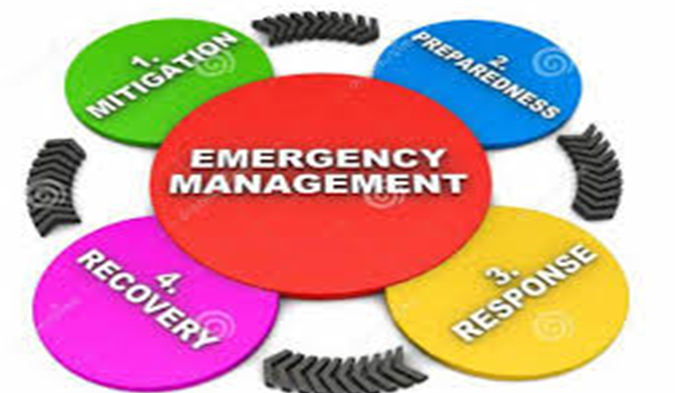 1.
MITIGATION
2.
PREPAREDNESS
EMERGENCY
MANAGEMENT
3.
RESPONSE
4.
RECOVERY